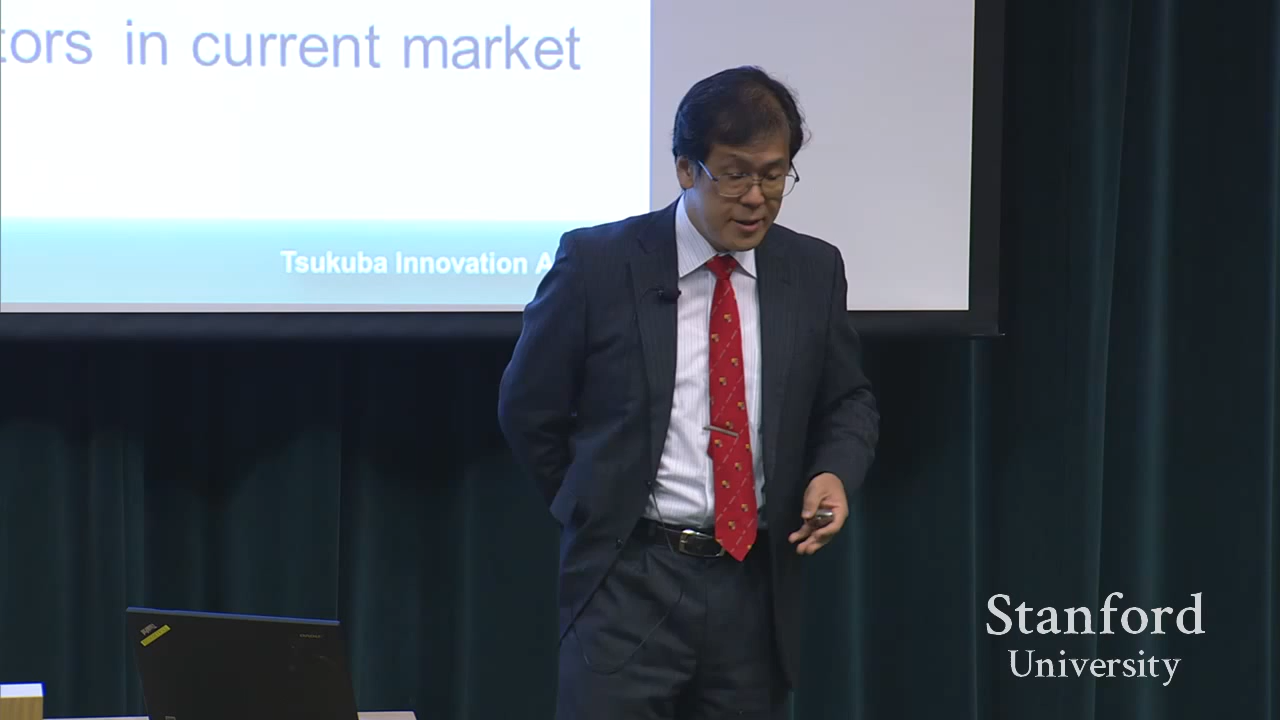 tors in current market
Tsukuba Innovation A
Stanford
University